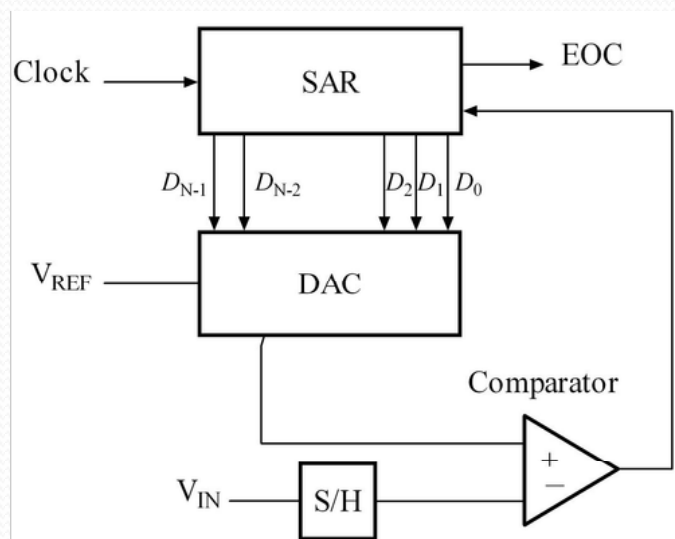 Clock
SAR
EOC
D_N-1 D_N-2 D_2 D_1 D_0
V_REF
DAC
Comparator
+
−
V_IN
S/H